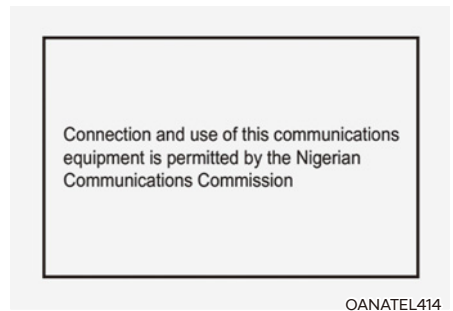 Connection and use of this communications
equipment is permitted by the Nigerian
Communications Commission
OANATEL414